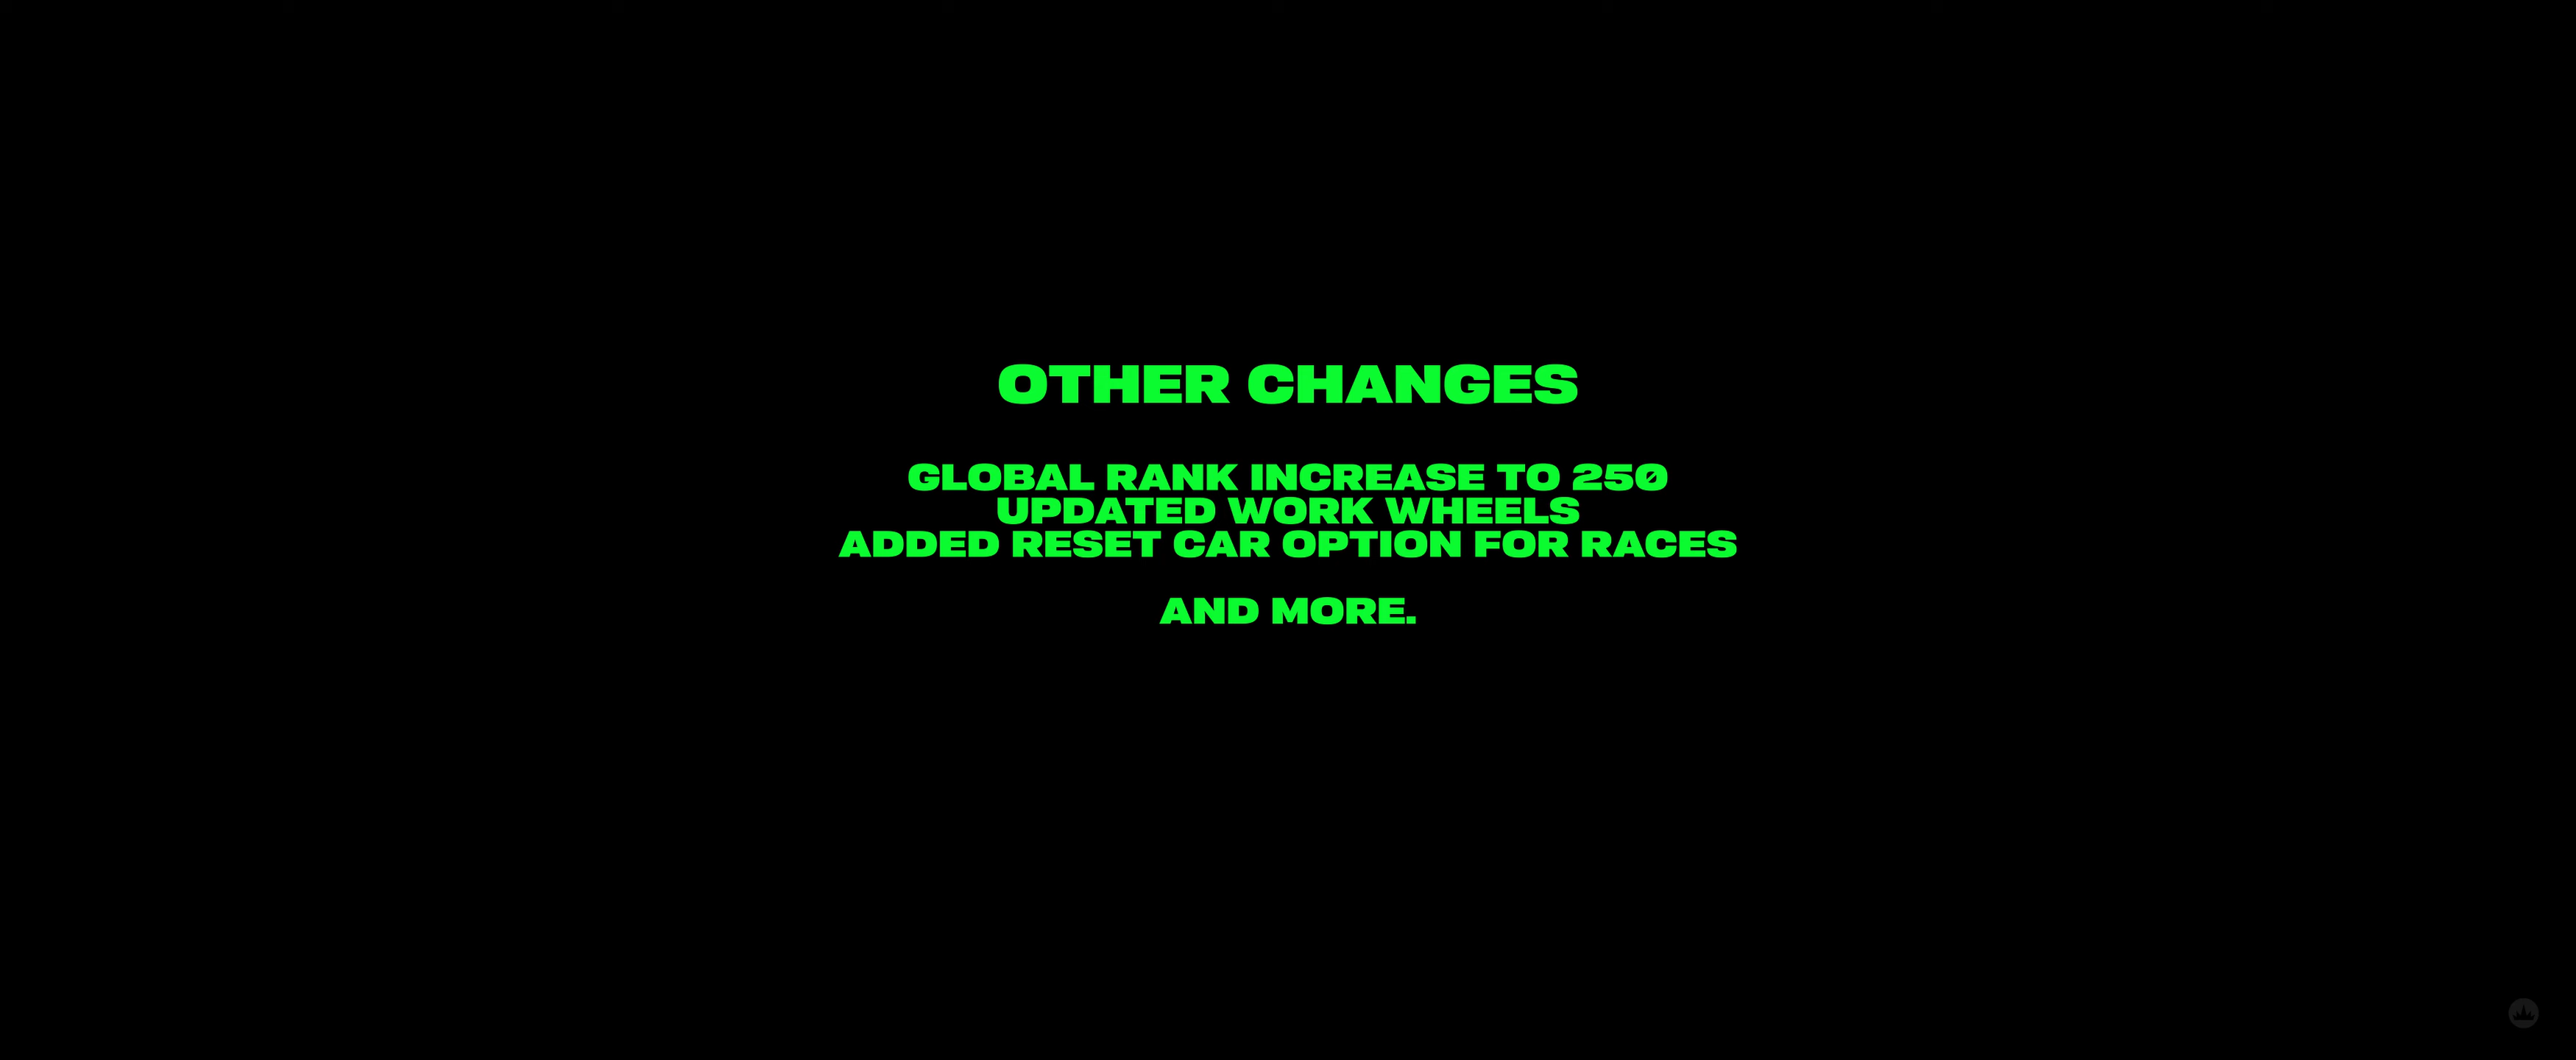 OTHER CHANGES
GLOBAL RANK INCREASE TO 250
UPDATED WORK WHEELS
ADDED RESET CAR OPTION FOR RACES
AND MORE.